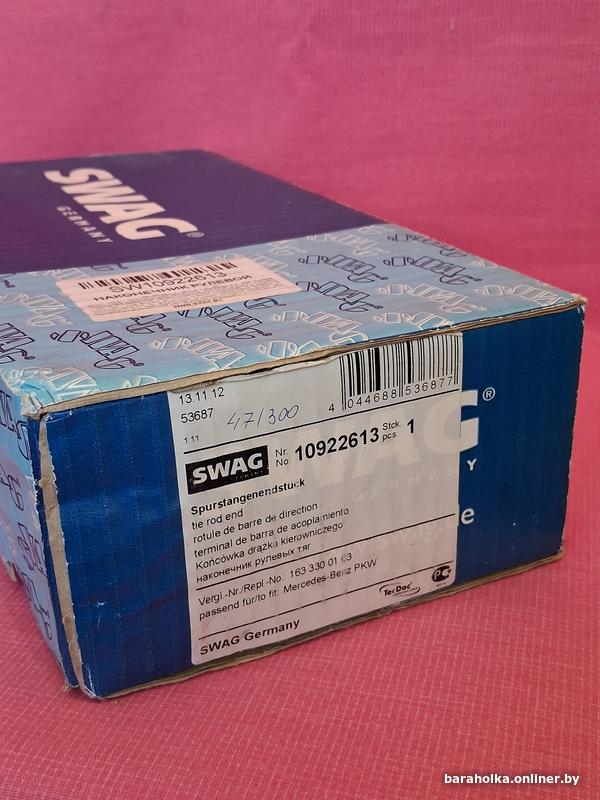 SWAG®
GERMANY
SW10922613
НАКОНЕЧНИК РУЛЕВОЙ
13.11.12
53687
47/300
1.11
4 044688 536877
SWAG
Nr.
No. 10922613 Stck.
pcs. 1
Spurstangenendstück
tie rod end
rotule de barre de direction
terminal de barra de acoplamiento
Końcówka drążka kierowniczego
наконечник рулевых тяг
Vergl.-Nr./Repl.-No. 163 330 01 03
passend für/to fit: Mercedes-Benz PKW
TecDoc
SWAG Germany
baraholka.onliner.by